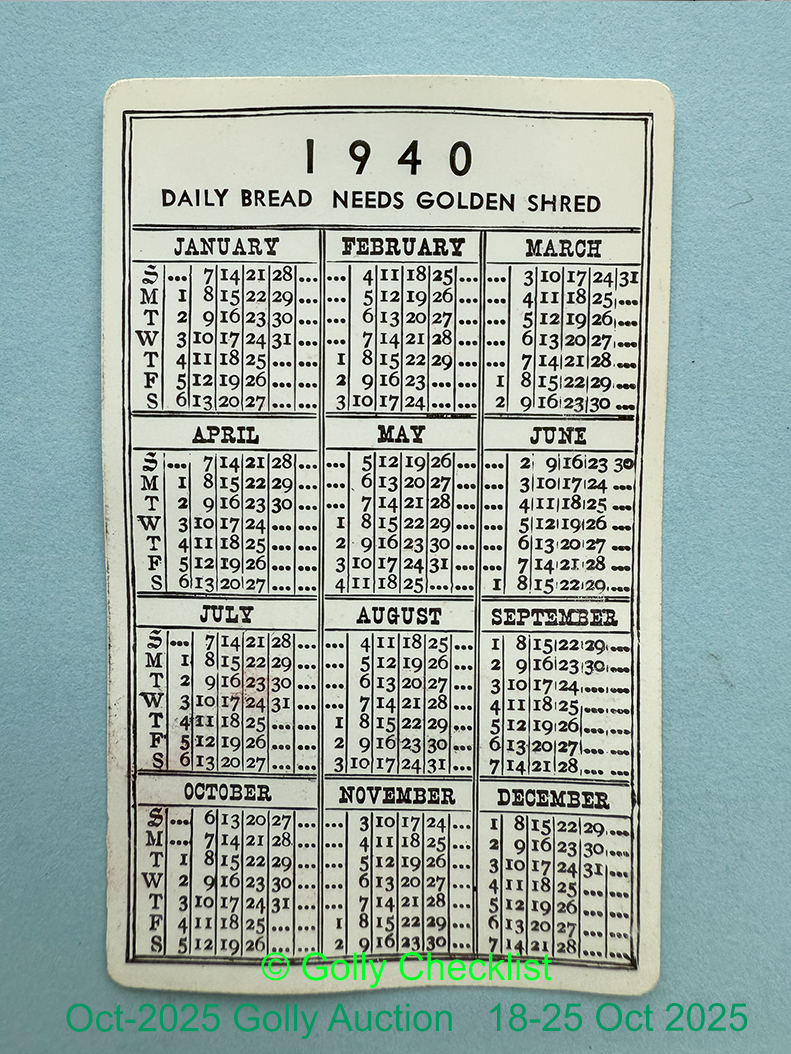 1940
DAILY BREAD NEEDS GOLDEN SHRED
JANUARY FEBRUARY MARCH
S ... 7 14 21 28 ... ... 4 11 18 25 ... ... 3 10 17 24 31
M 1 8 15 22 29 ... ... 5 12 19 26 ... ... 4 11 18 25 ...
T 2 9 16 23 30 ... ... 6 13 20 27 ... ... 5 12 19 26 ...
W 3 10 17 24 31 ... ... 7 14 21 28 ... ... 6 13 20 27 ...
T 4 11 18 25 ... ... 1 8 15 22 29 ... ... 7 14 21 28 ...
F 5 12 19 26 ... ... 2 9 16 23 ... ... 1 8 15 22 29 ...
S 6 13 20 27 ... ... 3 10 17 24 ... ... 2 9 16 23 30 ...
APRIL MAY JUNE
S ... 7 14 21 28 ... ... 5 12 19 26 ... ... 2 9 16 23 30
M 1 8 15 22 29 ... ... 6 13 20 27 ... ... 3 10 17 24 ...
T 2 9 16 23 30 ... ... 7 14 21 28 ... ... 4 11 18 25 ...
W 3 10 17 24 ... ... 1 8 15 22 29 ... ... 5 12 19 26 ...
T 4 11 18 25 ... ... 2 9 16 23 30 ... ... 6 13 20 27 ...
F 5 12 19 26 ... ... 3 10 17 24 31 ... ... 7 14 21 28 ...
S 6 13 20 27 ... ... 4 11 18 25 ... ... 1 8 15 22 29 ...
JULY AUGUST SEPTEMBER
S ... 7 14 21 28 ... ... 4 11 18 25 ... 1 8 15 22 29 ...
M 1 8 15 22 29 ... ... 5 12 19 26 ... 2 9 16 23 30 ...
T 2 9 16 23 30 ... ... 6 13 20 27 ... 3 10 17 24 ... ...
W 3 10 17 24 31 ... ... 7 14 21 28 ... 4 11 18 25 ... ...
T 4 11 18 25 ... ... 1 8 15 22 29 ... 5 12 19 26 ... ...
F 5 12 19 26 ... ... 2 9 16 23 30 ... 6 13 20 27 ... ...
S 6 13 20 27 ... ... 3 10 17 24 31 ... 7 14 21 28 ... ...
OCTOBER NOVEMBER DECEMBER
S ... 6 13 20 27 ... ... 3 10 17 24 ... 1 8 15 22 29 ...
M ... 7 14 21 28 ... ... 4 11 18 25 ... 2 9 16 23 30 ...
T 1 8 15 22 29 ... ... 5 12 19 26 ... 3 10 17 24 31 ...
W 2 9 16 23 30 ... ... 6 13 20 27 ... 4 11 18 25 ... ...
T 3 10 17 24 31 ... ... 7 14 21 28 ... 5 12 19 26 ... ...
F 4 11 18 25 ... ... 1 8 15 22 29 ... 6 13 20 27 ... ...
S 5 12 19 26 ... ... 2 9 16 23 30 ... 7 14 21 28 ... ...
© Golly Checklist
Oct-2025 Golly Auction 18-25 Oct 2025